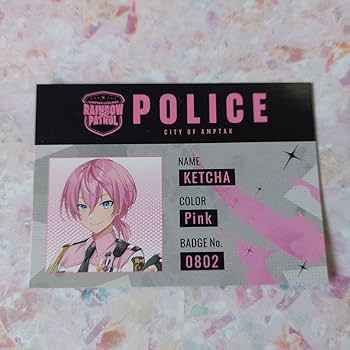 RAINBOW
PATROL
POLICE
CITY OF AMPTAK
NAME
KETCHA
COLOR
Pink
BADGE No.
0802